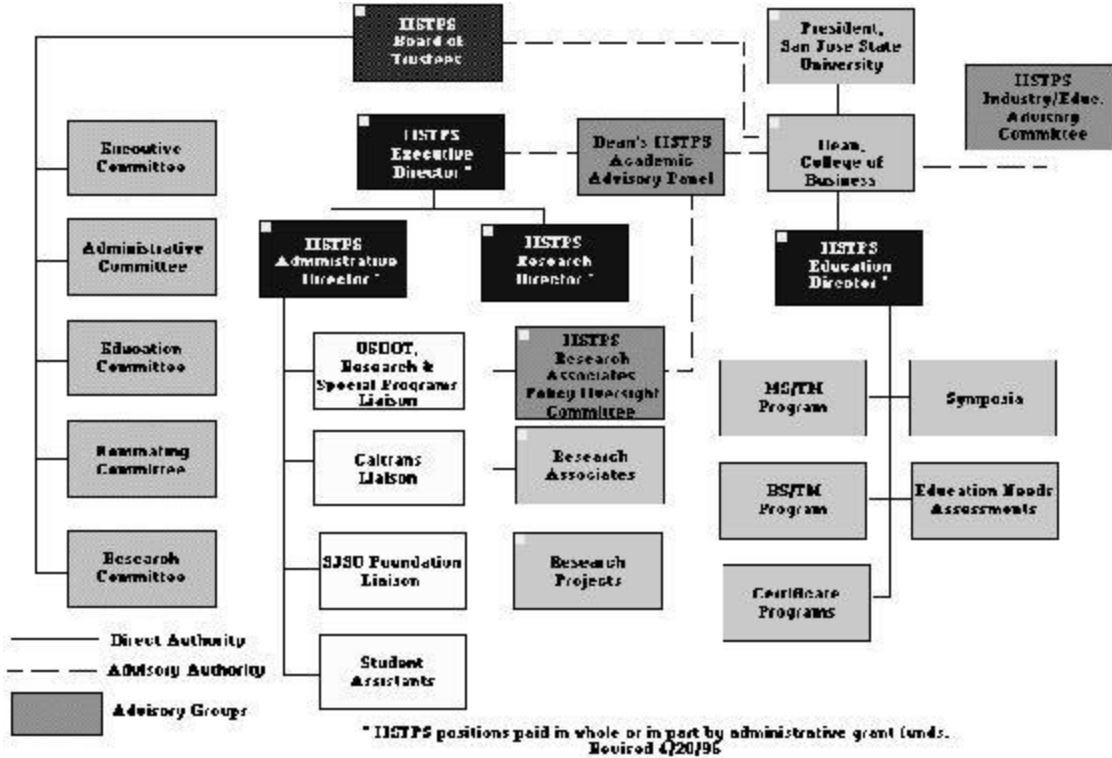 IISTPS
Board of
Trustees
President,
San Jose State
University
IISTPS
Industry/Educ.
Advisory
Committee
Executive
Committee
IISTPS
Executive
Director *
Dean's IISTPS
Academic
Advisory Panel
Dean,
College of
Business
Administrative
Committee
IISTPS
Administrative
Director *
IISTPS
Research
Director *
IISTPS
Education
Director *
Education
Committee
USDOT,
Research &
Special Programs
Liaison
IISTPS
Research
Associates
Policy Oversight
Committee
MS/TM
Program
Symposia
Nominating
Committee
Caltrans
Liaison
Research
Associates
BS/TM
Program
Education Needs
Assessments
Research
Committee
SJSU Foundation
Liaison
Research
Projects
Certificate
Programs
Direct Authority
Advisory Authority
Student
Assistants
Advisory Groups
* IISTPS positions paid in whole or in part by administrative grant funds.
Revised 4/20/96